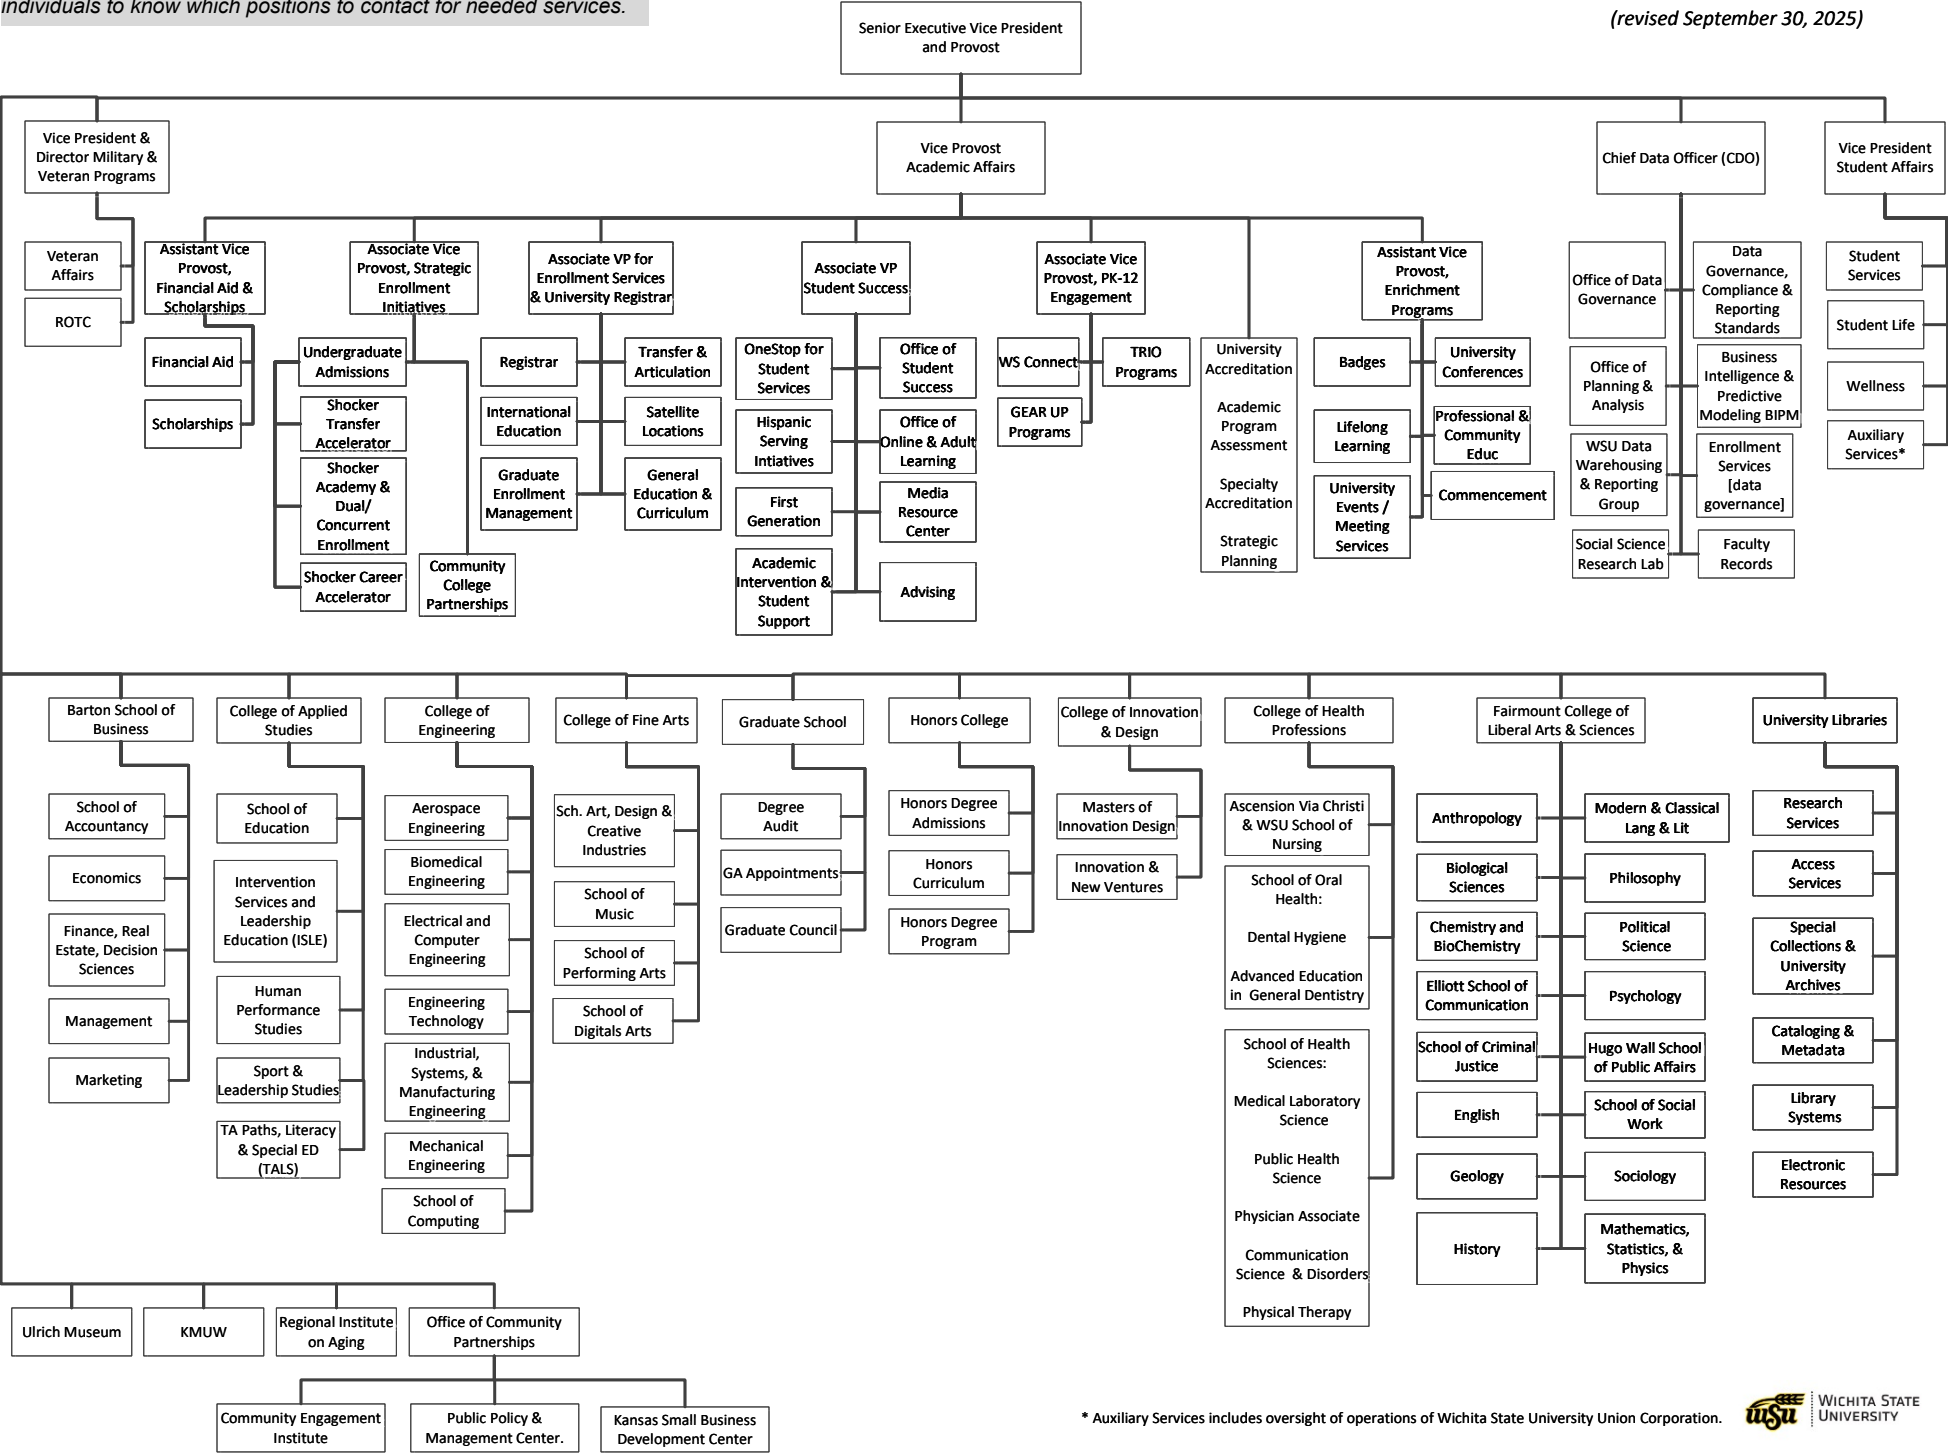 individuals to know which positions to contact for needed services.
(revised September 30, 2025)
Senior Executive Vice President
and Provost
Vice President &
Director Military &
Veteran Programs
Vice Provost
Academic Affairs
Chief Data Officer (CDO)
Vice President
Student Affairs
Veteran
Affairs
ROTC
Assistant Vice
Provost,
Financial Aid &
Scholarships
Financial Aid
Scholarships
Associate Vice
Provost, Strategic
Enrollment
Initiatives
Undergraduate
Admissions
Shocker
Transfer
Accelerator
Shocker
Academy &
Dual/
Concurrent
Enrollment
Shocker Career
Accelerator
Community
College
Partnerships
Associate VP for
Enrollment Services
& University Registrar
Registrar
Transfer &
Articulation
International
Education
Satellite
Locations
Graduate
Enrollment
Management
General
Education &
Curriculum
Associate VP
Student Success
OneStop for
Student
Services
Office of
Student
Success
Hispanic
Serving
Intiatives
Office of
Online & Adult
Learning
First
Generation
Media
Resource
Center
Academic
Intervention &
Student
Support
Advising
Associate Vice
Provost, PK-12
Engagement
WS Connect
TRIO
Programs
GEAR UP
Programs
University
Accreditation
Academic
Program
Assessment
Specialty
Accreditation
Strategic
Planning
Assistant Vice
Provost,
Enrichment
Programs
Badges
University
Conferences
Lifelong
Learning
Professional &
Community
Educ
University
Events /
Meeting
Services
Commencement
Office of Data
Governance
Data
Governance,
Compliance &
Reporting
Standards
Office of
Planning &
Analysis
Business
Intelligence &
Predictive
Modeling BIPM
WSU Data
Warehousing
& Reporting
Group
Enrollment
Services
[data
governance]
Social Science
Research Lab
Faculty
Records
Student
Services
Student Life
Wellness
Auxiliary
Services*
Barton School of
Business
School of
Accountancy
Economics
Finance, Real
Estate, Decision
Sciences
Management
Marketing
College of Applied
Studies
School of
Education
Intervention
Services and
Leadership
Education (ISLE)
Human
Performance
Studies
Sport &
Leadership Studies
TA Paths, Literacy
& Special ED
(TALS)
College of
Engineering
Aerospace
Engineering
Biomedical
Engineering
Electrical and
Computer
Engineering
Engineering
Technology
Industrial,
Systems, &
Manufacturing
Engineering
Mechanical
Engineering
School of
Computing
College of Fine Arts
Sch. Art, Design &
Creative
Industries
School of
Music
School of
Performing Arts
School of
Digitals Arts
Graduate School
Degree
Audit
GA Appointments
Graduate Council
Honors College
Honors Degree
Admissions
Honors
Curriculum
Honors Degree
Program
College of Innovation
& Design
Masters of
Innovation Design
Innovation &
New Ventures
College of Health
Professions
Ascension Via Christi
& WSU School of
Nursing
School of Oral
Health:
Dental Hygiene
Advanced Education
in General Dentistry
School of Health
Sciences:
Medical Laboratory
Science
Public Health
Science
Physician Associate
Communication
Science & Disorders
Physical Therapy
Fairmount College of
Liberal Arts & Sciences
Anthropology
Modern & Classical
Lang & Lit
Biological
Sciences
Philosophy
Chemistry and
BioChemistry
Political
Science
Elliott School of
Communication
Psychology
School of Criminal
Justice
Hugo Wall School
of Public Affairs
English
School of Social
Work
Geology
Sociology
History
Mathematics,
Statistics, &
Physics
University Libraries
Research
Services
Access
Services
Special
Collections &
University
Archives
Cataloging &
Metadata
Library
Systems
Electronic
Resources
Ulrich Museum
KMUW
Regional Institute
on Aging
Office of Community
Partnerships
Community Engagement
Institute
Public Policy &
Management Center.
Kansas Small Business
Development Center
* Auxiliary Services includes oversight of operations of Wichita State University Union Corporation.
WSU
WICHITA STATE
UNIVERSITY